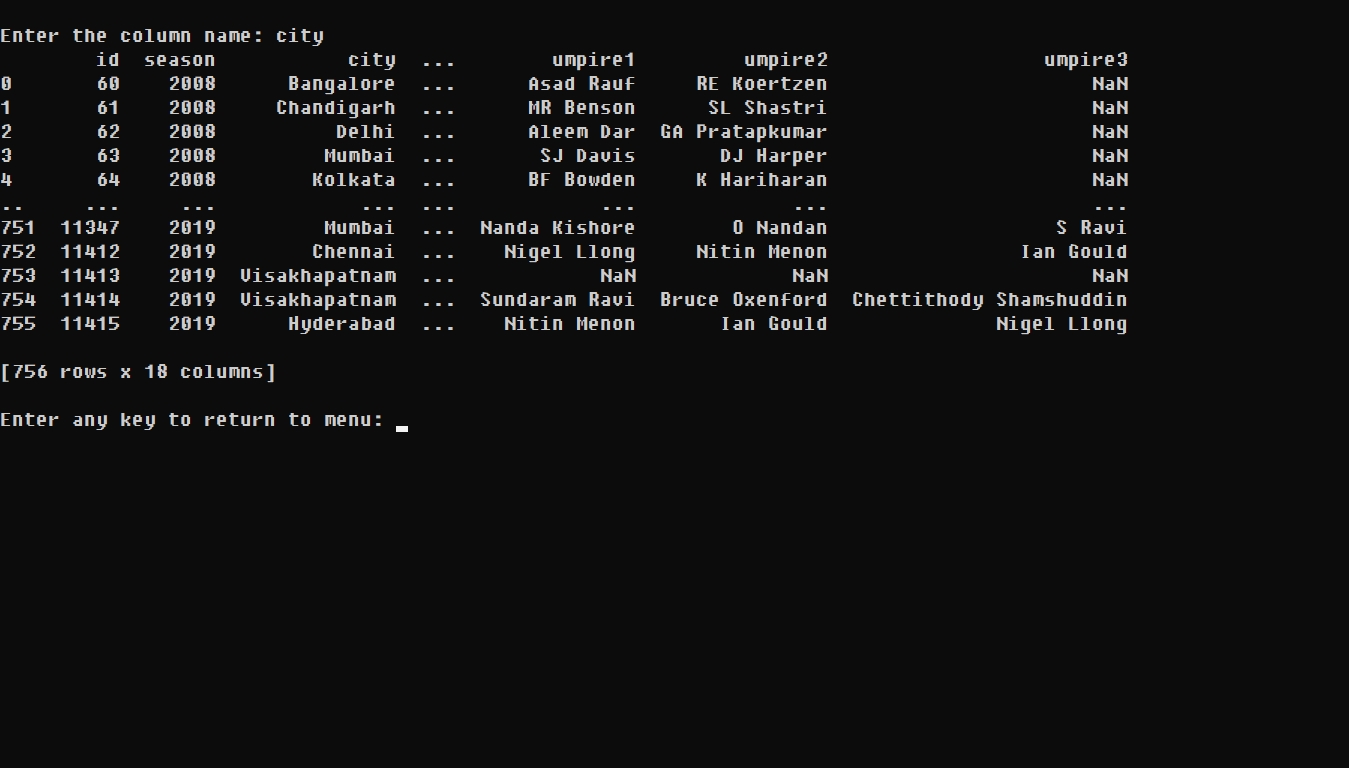 Enter the column name: city
id season city ... umpire1 umpire2 umpire3
0 60 2008 Bangalore ... Asad Rauf RE Koertzen NaN
1 61 2008 Chandigarh ... MR Benson SL Shastri NaN
2 62 2008 Delhi ... Aleem Dar GA Pratapkumar NaN
3 63 2008 Mumbai ... SJ Davis DJ Harper NaN
4 64 2008 Kolkata ... BF Bowden K Hariharan NaN
.. ... ... ... ... ... ... ...
751 11347 2019 Mumbai ... Nanda Kishore O Nandan S Ravi
752 11412 2019 Chennai ... Nigel Llong Nitin Menon Ian Gould
753 11413 2019 Visakhapatnam ... NaN NaN NaN
754 11414 2019 Visakhapatnam ... Sundaram Ravi Bruce Oxenford Chettithody Shamshuddin
755 11415 2019 Hyderabad ... Nitin Menon Ian Gould Nigel Llong
[756 rows x 18 columns]
Enter any key to return to menu: